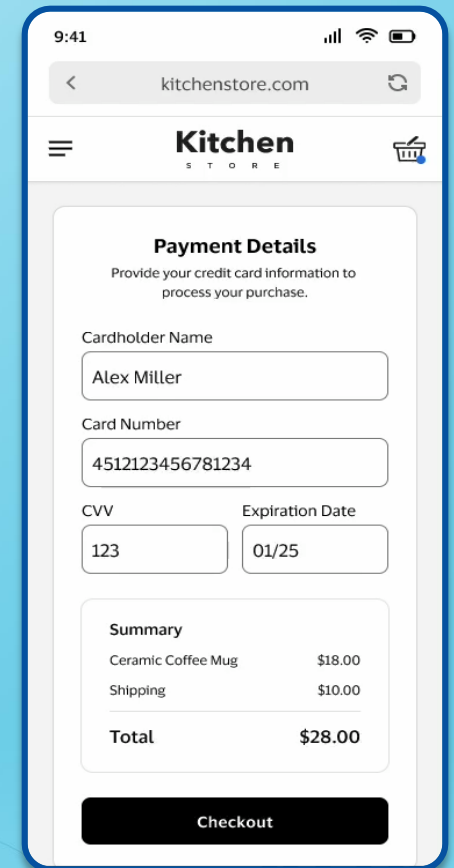 9:41
kitchenstore.com
Kitchen
STORE
Payment Details
Provide your credit card information to
process your purchase.
Cardholder Name
Alex Miller
Card Number
4512123456781234
CVV Expiration Date
123 01/25
Summary
Ceramic Coffee Mug $18.00
Shipping $10.00
Total $28.00
Checkout